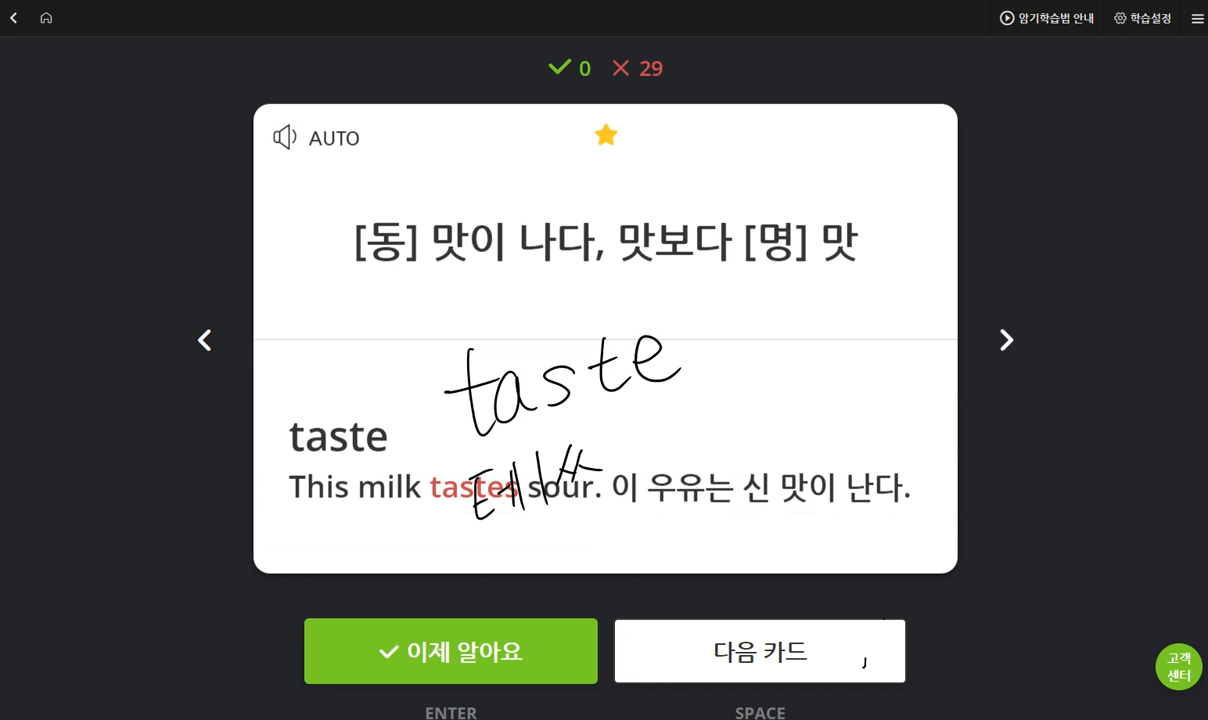 암기학습법 안내 학습설정
0 29
AUTO
[동] 맛이 나다, 맛보다 [명] 맛
taste
taste
This milk tastes sour. 이 우유는 신 맛이 난다.
이제 알아요 다음 카드
고객
센터
ENTER SPACE